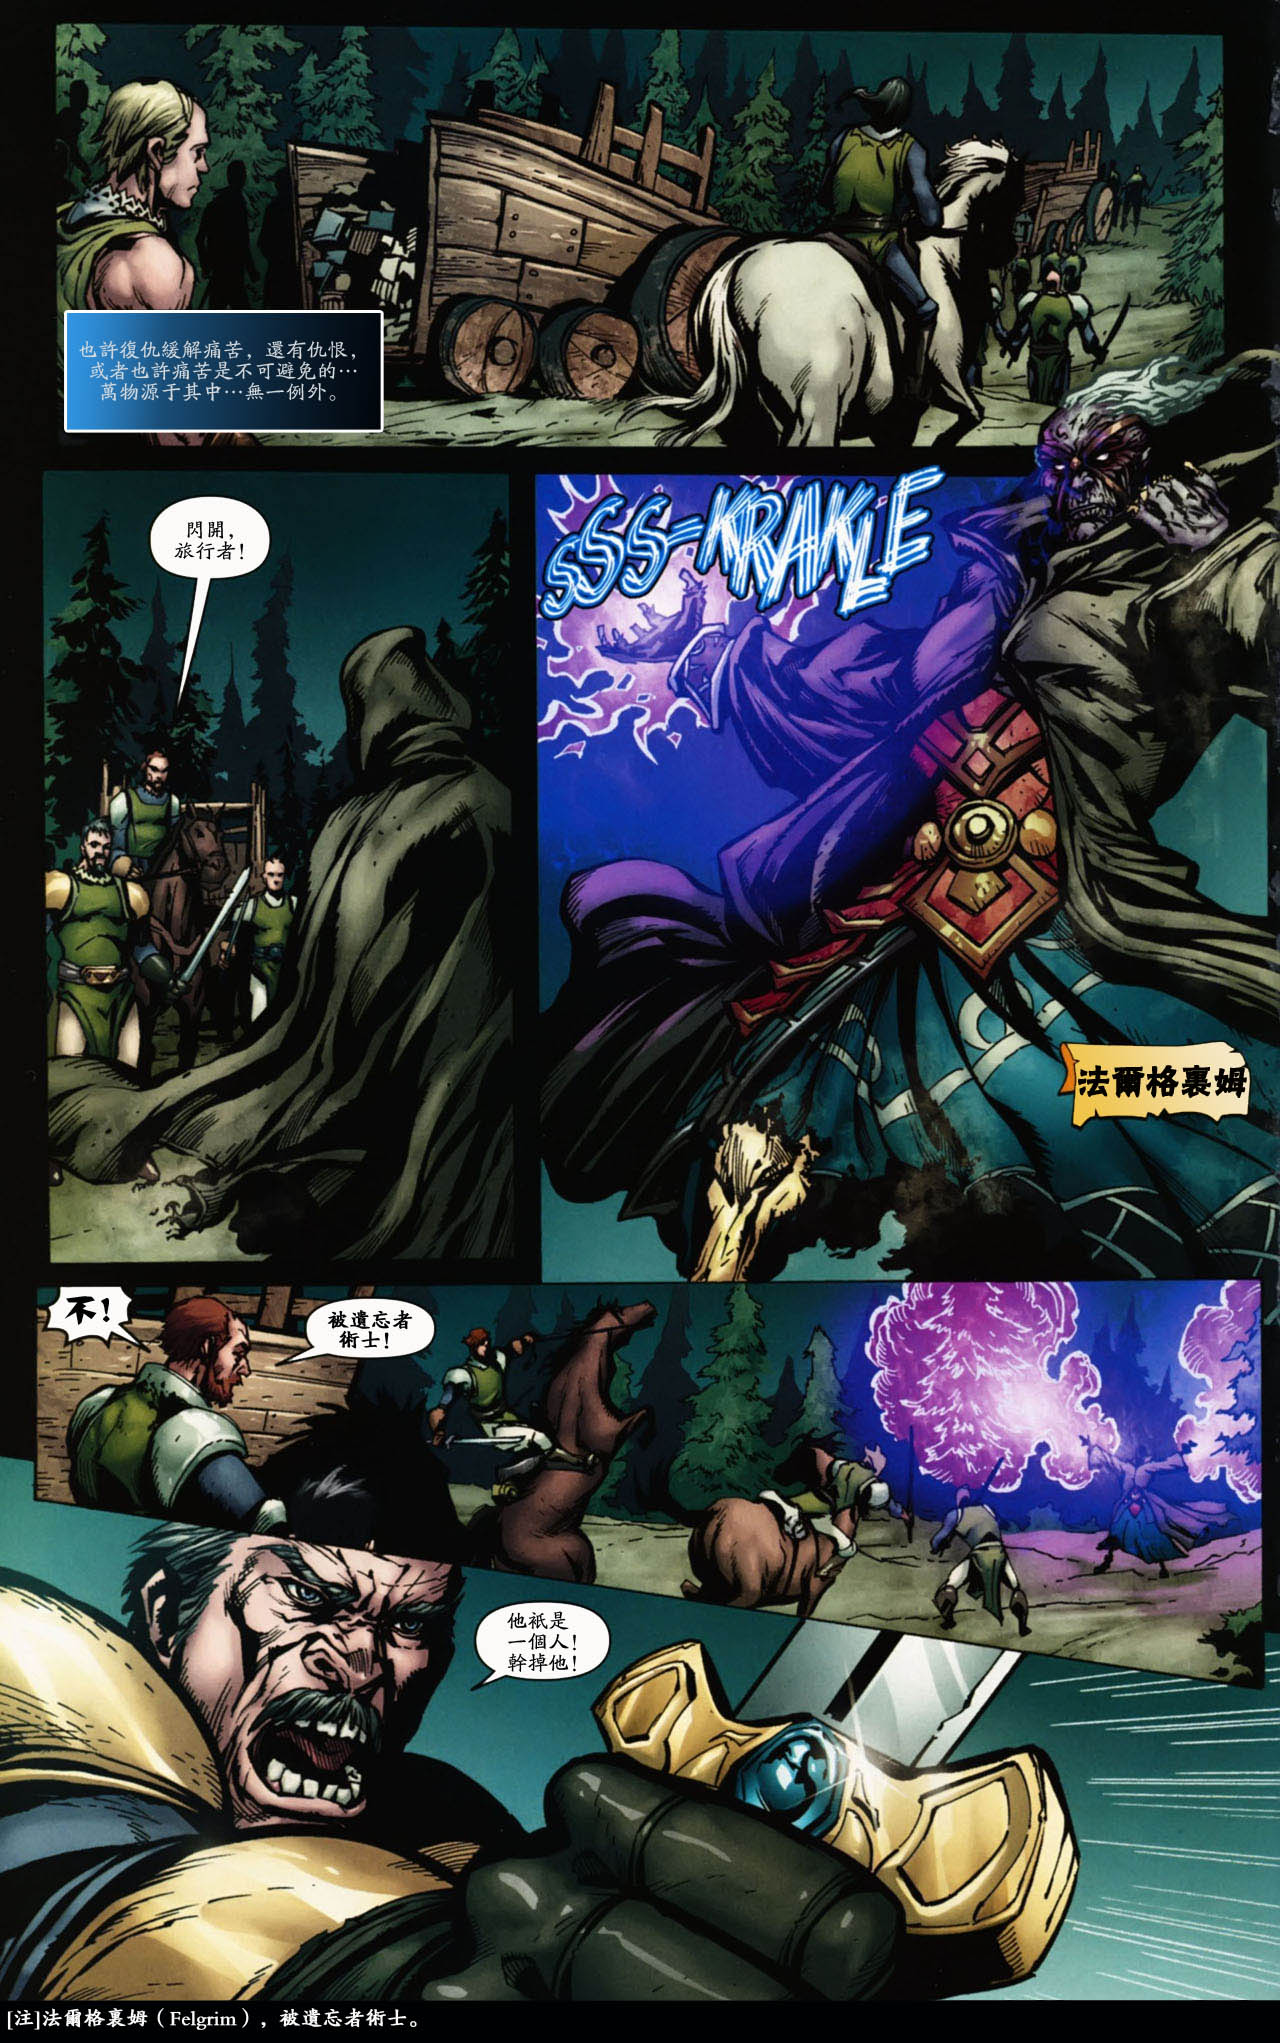 也許復仇緩解痛苦，還有仇恨，
或者也許痛苦是不可避免的…
萬物源于其中…無一例外。
閃開，
旅行者！
SSS-KRAKLE
法爾格裏姆
不！
被遺忘者
術士！
他衹是
一個人！
幹掉他！
[注]法爾格裏姆（Felgrim），被遺忘者術士。